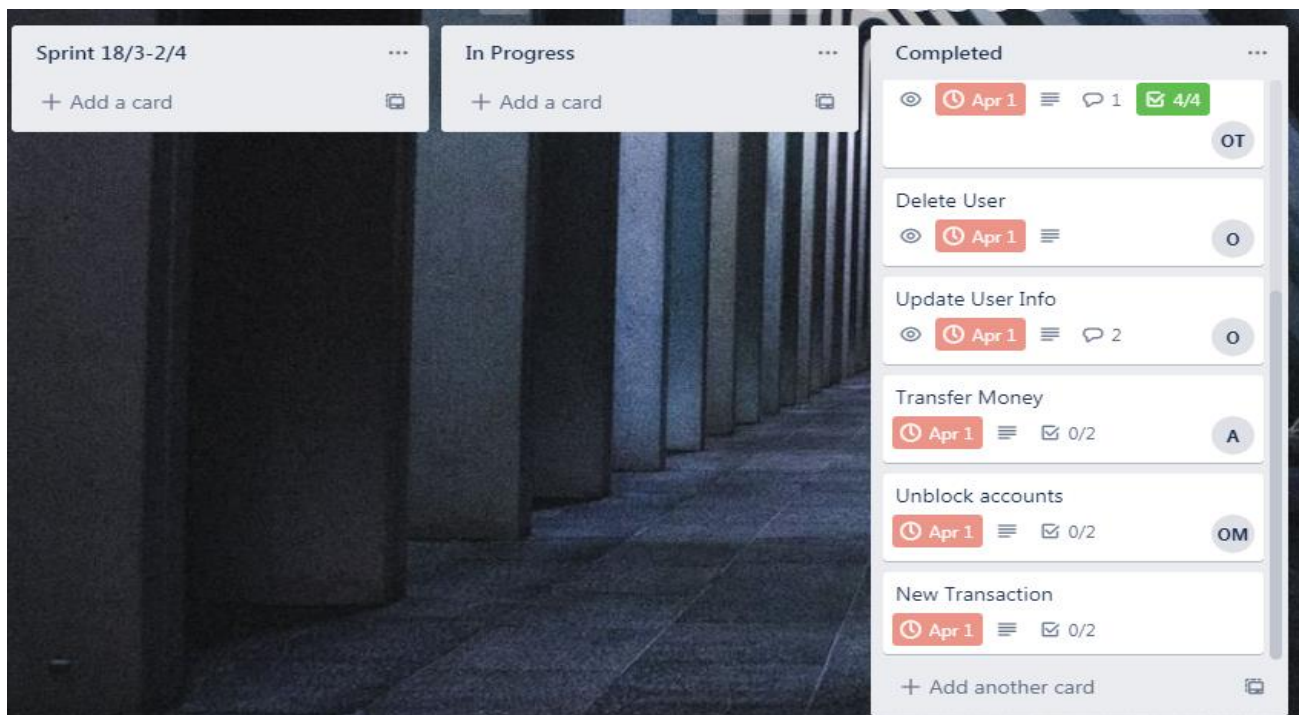 Sprint 18/3-2/4
+ Add a card
In Progress
+ Add a card
Completed
Apr 1 1 4/4
OT
Delete User
Apr 1
O
Update User Info
Apr 1 2
O
Transfer Money
Apr 1 0/2
A
Unblock accounts
Apr 1 0/2
OM
New Transaction
Apr 1 0/2
+ Add another card